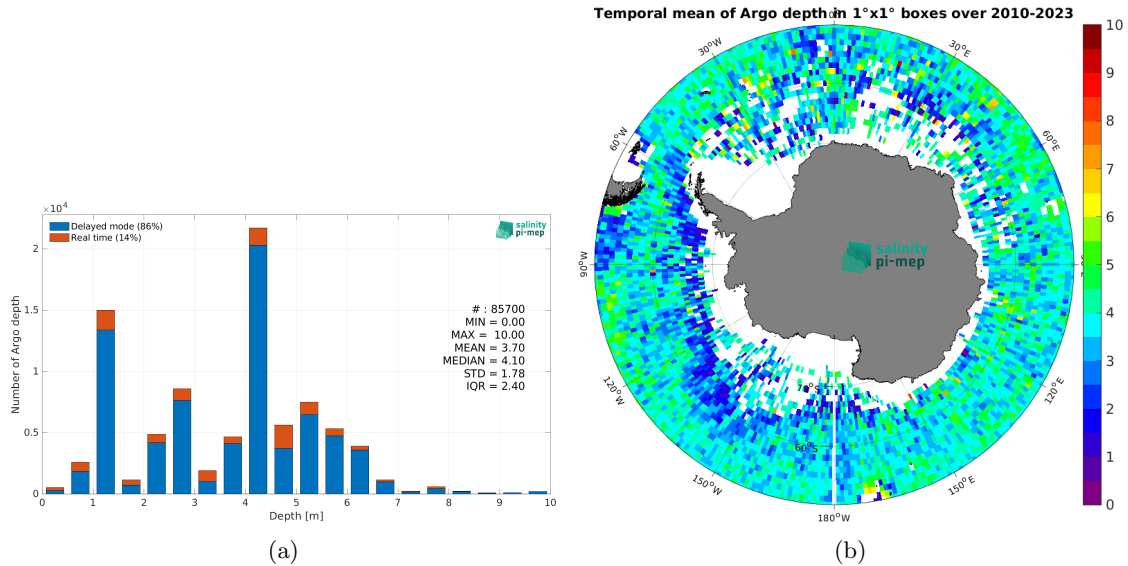 Temporal mean of Argo depth in 1°x1° boxes over 2010-2023
×10⁴
Delayed mode (86%)
Real time (14%)
salinity
pi-mep
# : 85700
MIN = 0.00
MAX = 10.00
MEAN = 3.70
MEDIAN = 4.10
STD = 1.78
IQR = 2.40
Number of Argo depth
2
1.5
1
0.5
0
0 1 2 3 4 5 6 7 8 9 10
Depth [m]
(a)
30°W
30°E
60°W
60°E
90°W
salinity
pi-mep
120°W
120°E
70°S
60°S
150°W
150°E
180°W
10
9
8
7
6
5
4
3
2
1
0
(b)